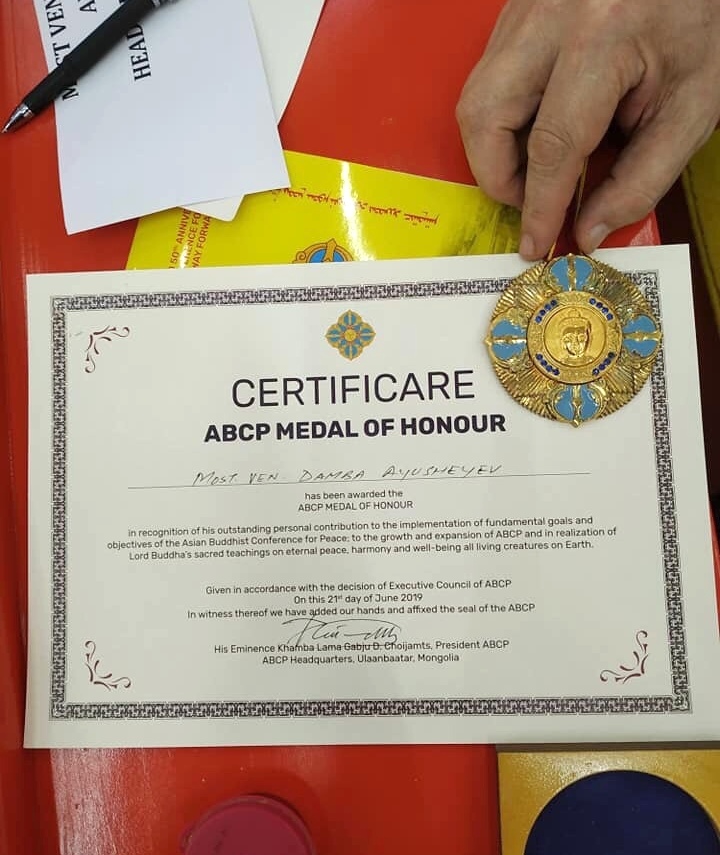 HEAD
50th ANNIVE
CERTIFICARE
ABCP MEDAL OF HONOUR
MOST. VEN. DAMBA AYUSHEYEV
has been awarded the
ABCP MEDAL OF HONOUR
in recognition of his outstanding personal contribution to the implementation of fundamental goals and
objectives of the Asian Buddhist Conference for Peace; to the growth and expansion of ABCP and in realization of
Lord Buddha's sacred teachings on eternal peace, harmony and well-being all living creatures on Earth.
Given in accordance with the decision of Executive Council of ABCP
On this 21st day of June 2019
In witness thereof we have added our hands and affixed the seal of the ABCP
His Eminence Khamba Lama Gabju D. Choijamts, President ABCP
ABCP Headquarters, Ulaanbaatar, Mongolia